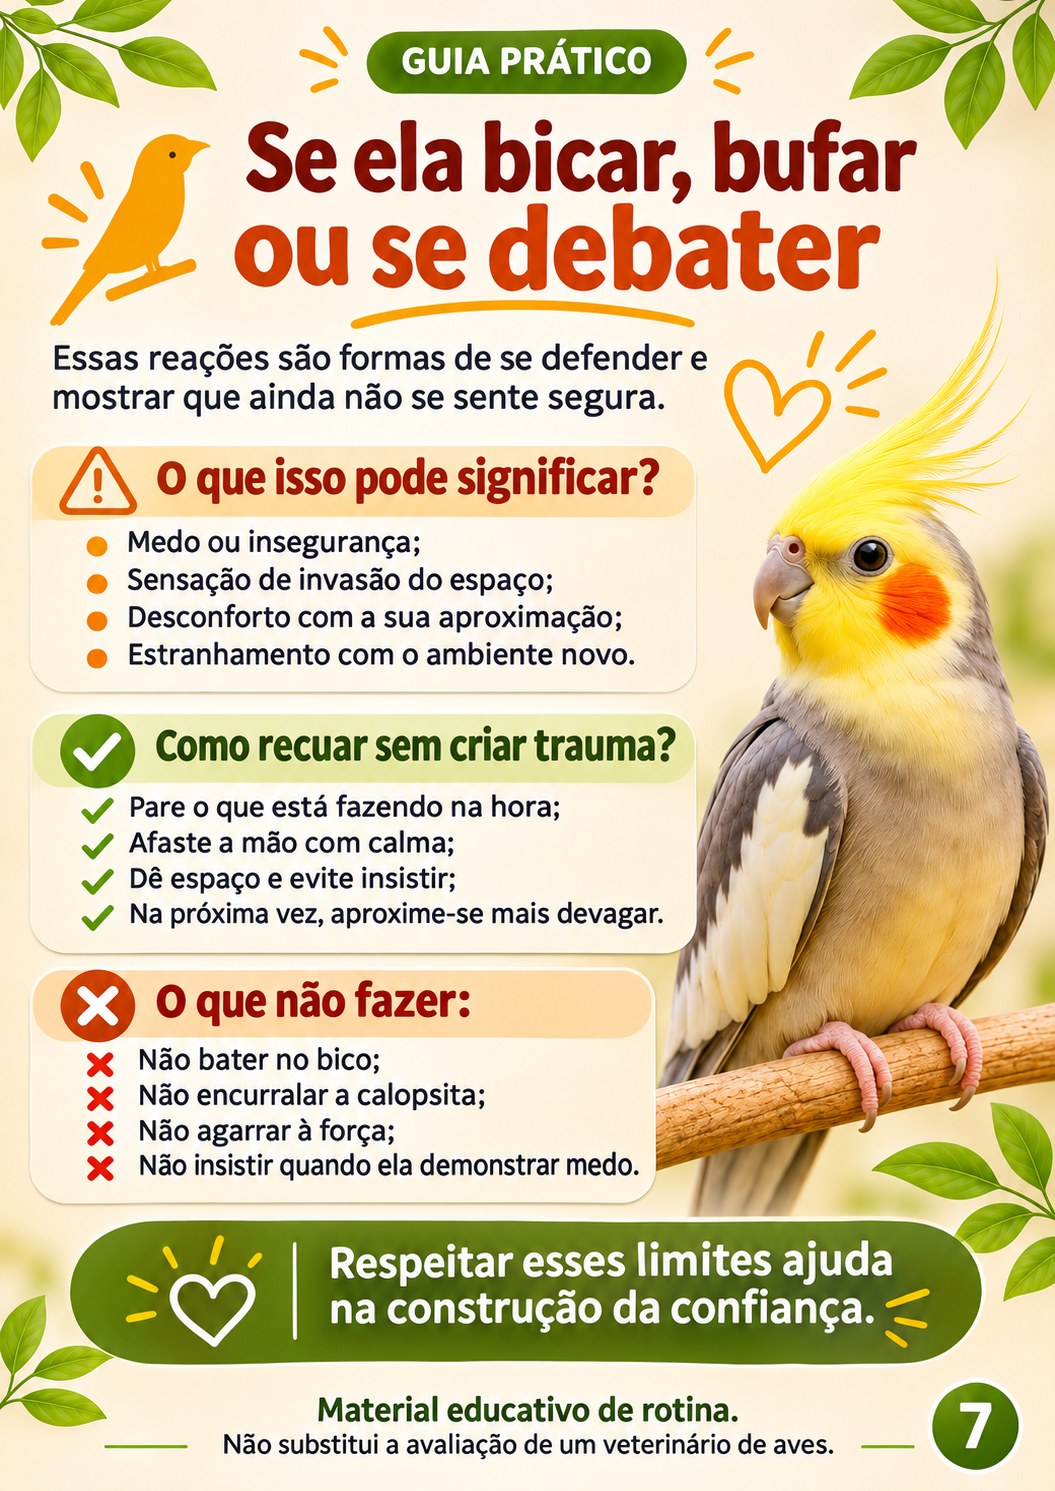 GUIA PRÁTICO
Se ela bicar, bufar
ou se debater
Essas reações são formas de se defender e
mostrar que ainda não se sente segura.
O que isso pode significar?
Medo ou insegurança;
Sensação de invasão do espaço;
Desconforto com a sua aproximação;
Estranhamento com o ambiente novo.
Como recuar sem criar trauma?
Pare o que está fazendo na hora;
Afaste a mão com calma;
Dê espaço e evite insistir;
Na próxima vez, aproxime-se mais devagar.
O que não fazer:
Não bater no bico;
Não encurralar a calopsita;
Não agarrar à força;
Não insistir quando ela demonstrar medo.
Respeitar esses limites ajuda
na construção da confiança.
Material educativo de rotina.
Não substitui a avaliação de um veterinário de aves.
7